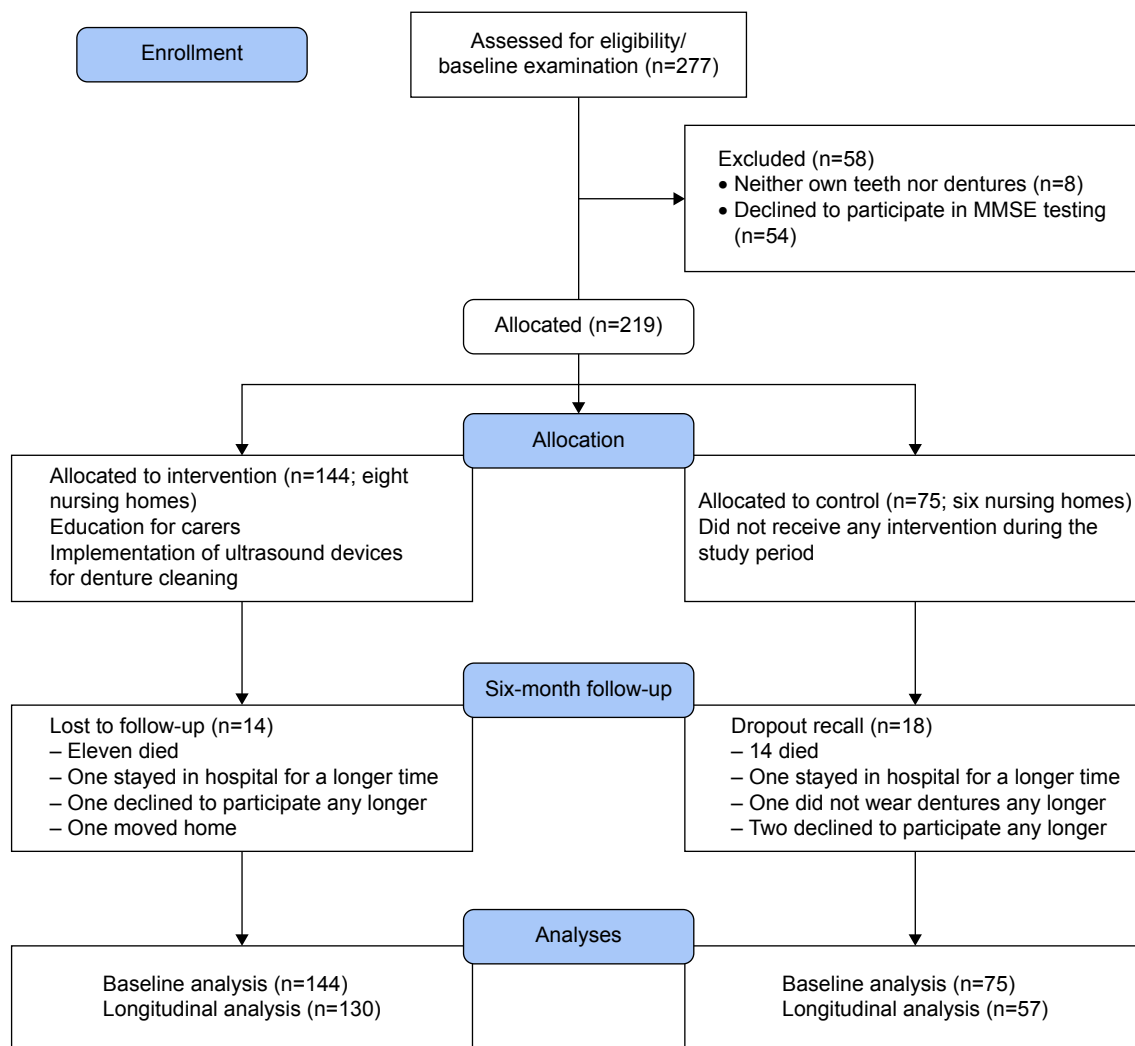 Enrollment
Assessed for eligibility/
baseline examination (n=277)
Excluded (n=58)
• Neither own teeth nor dentures (n=8)
• Declined to participate in MMSE testing
(n=54)
Allocated (n=219)
Allocation
Allocated to intervention (n=144; eight
nursing homes)
Education for carers
Implementation of ultrasound devices
for denture cleaning
Allocated to control (n=75; six nursing homes)
Did not receive any intervention during the
study period
Six-month follow-up
Lost to follow-up (n=14)
– Eleven died
– One stayed in hospital for a longer time
– One declined to participate any longer
– One moved home
Dropout recall (n=18)
– 14 died
– One stayed in hospital for a longer time
– One did not wear dentures any longer
– Two declined to participate any longer
Analyses
Baseline analysis (n=144)
Longitudinal analysis (n=130)
Baseline analysis (n=75)
Longitudinal analysis (n=57)